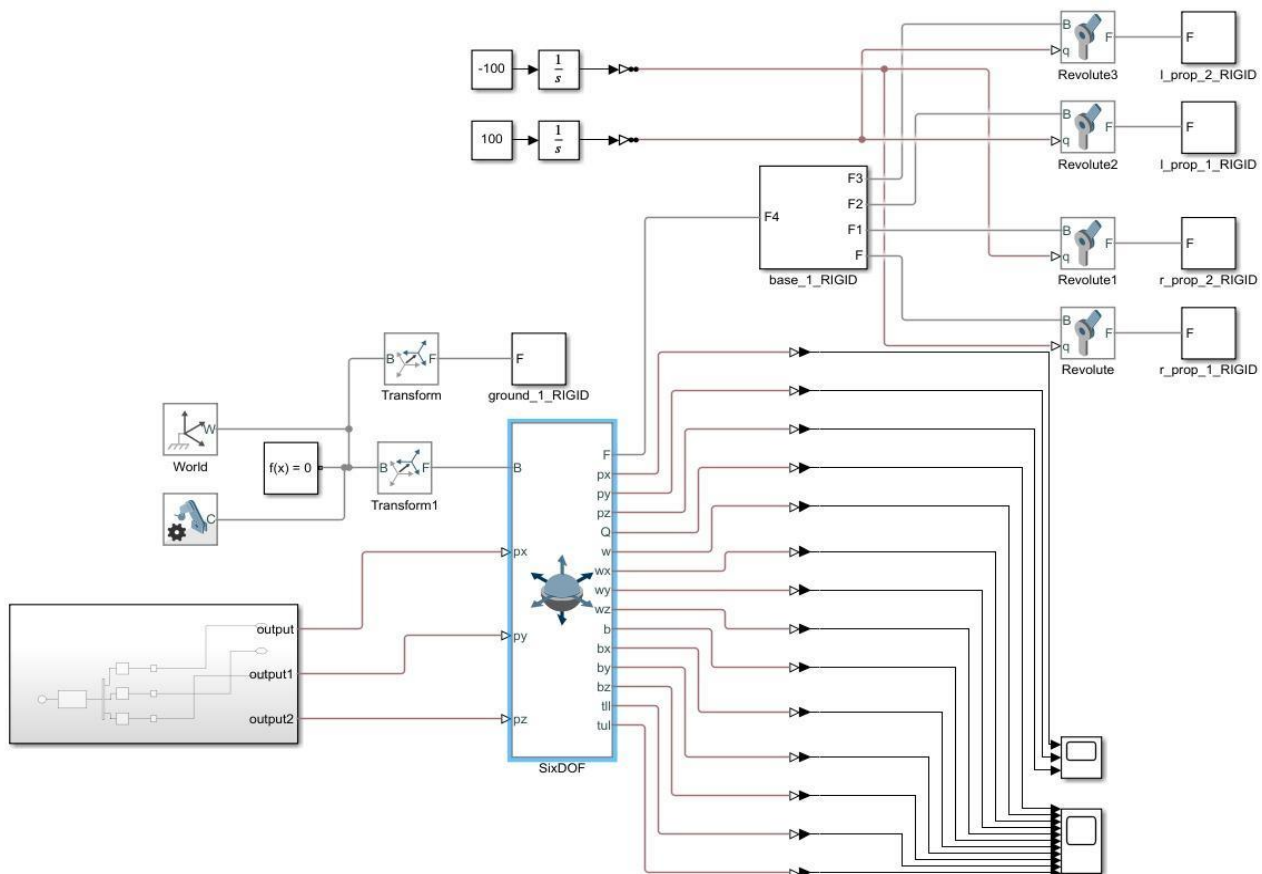 -100
1
s
100
1
s
B
q
F
Revolute3
F
l_prop_2_RIGID
B
q
F
Revolute2
F
l_prop_1_RIGID
F4
F3
F2
F1
F
base_1_RIGID
B
q
F
Revolute1
F
r_prop_2_RIGID
B
q
F
Revolute
F
r_prop_1_RIGID
B
F
Transform
F
ground_1_RIGID
W
World
f(x) = 0
B
F
Transform1
C
output
output1
output2
B
px
py
pz
F
px
py
pz
Q
w
wx
wy
wz
b
bx
by
bz
tll
tul
SixDOF